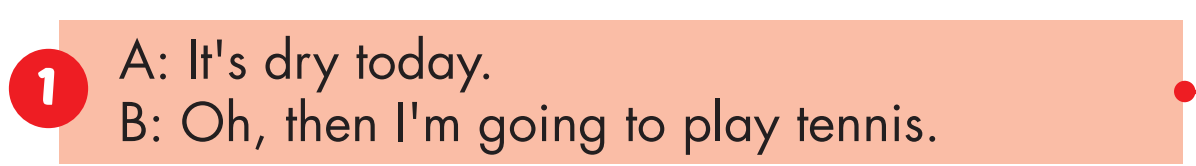 1
A: It's dry today.
B: Oh, then I'm going to play tennis.